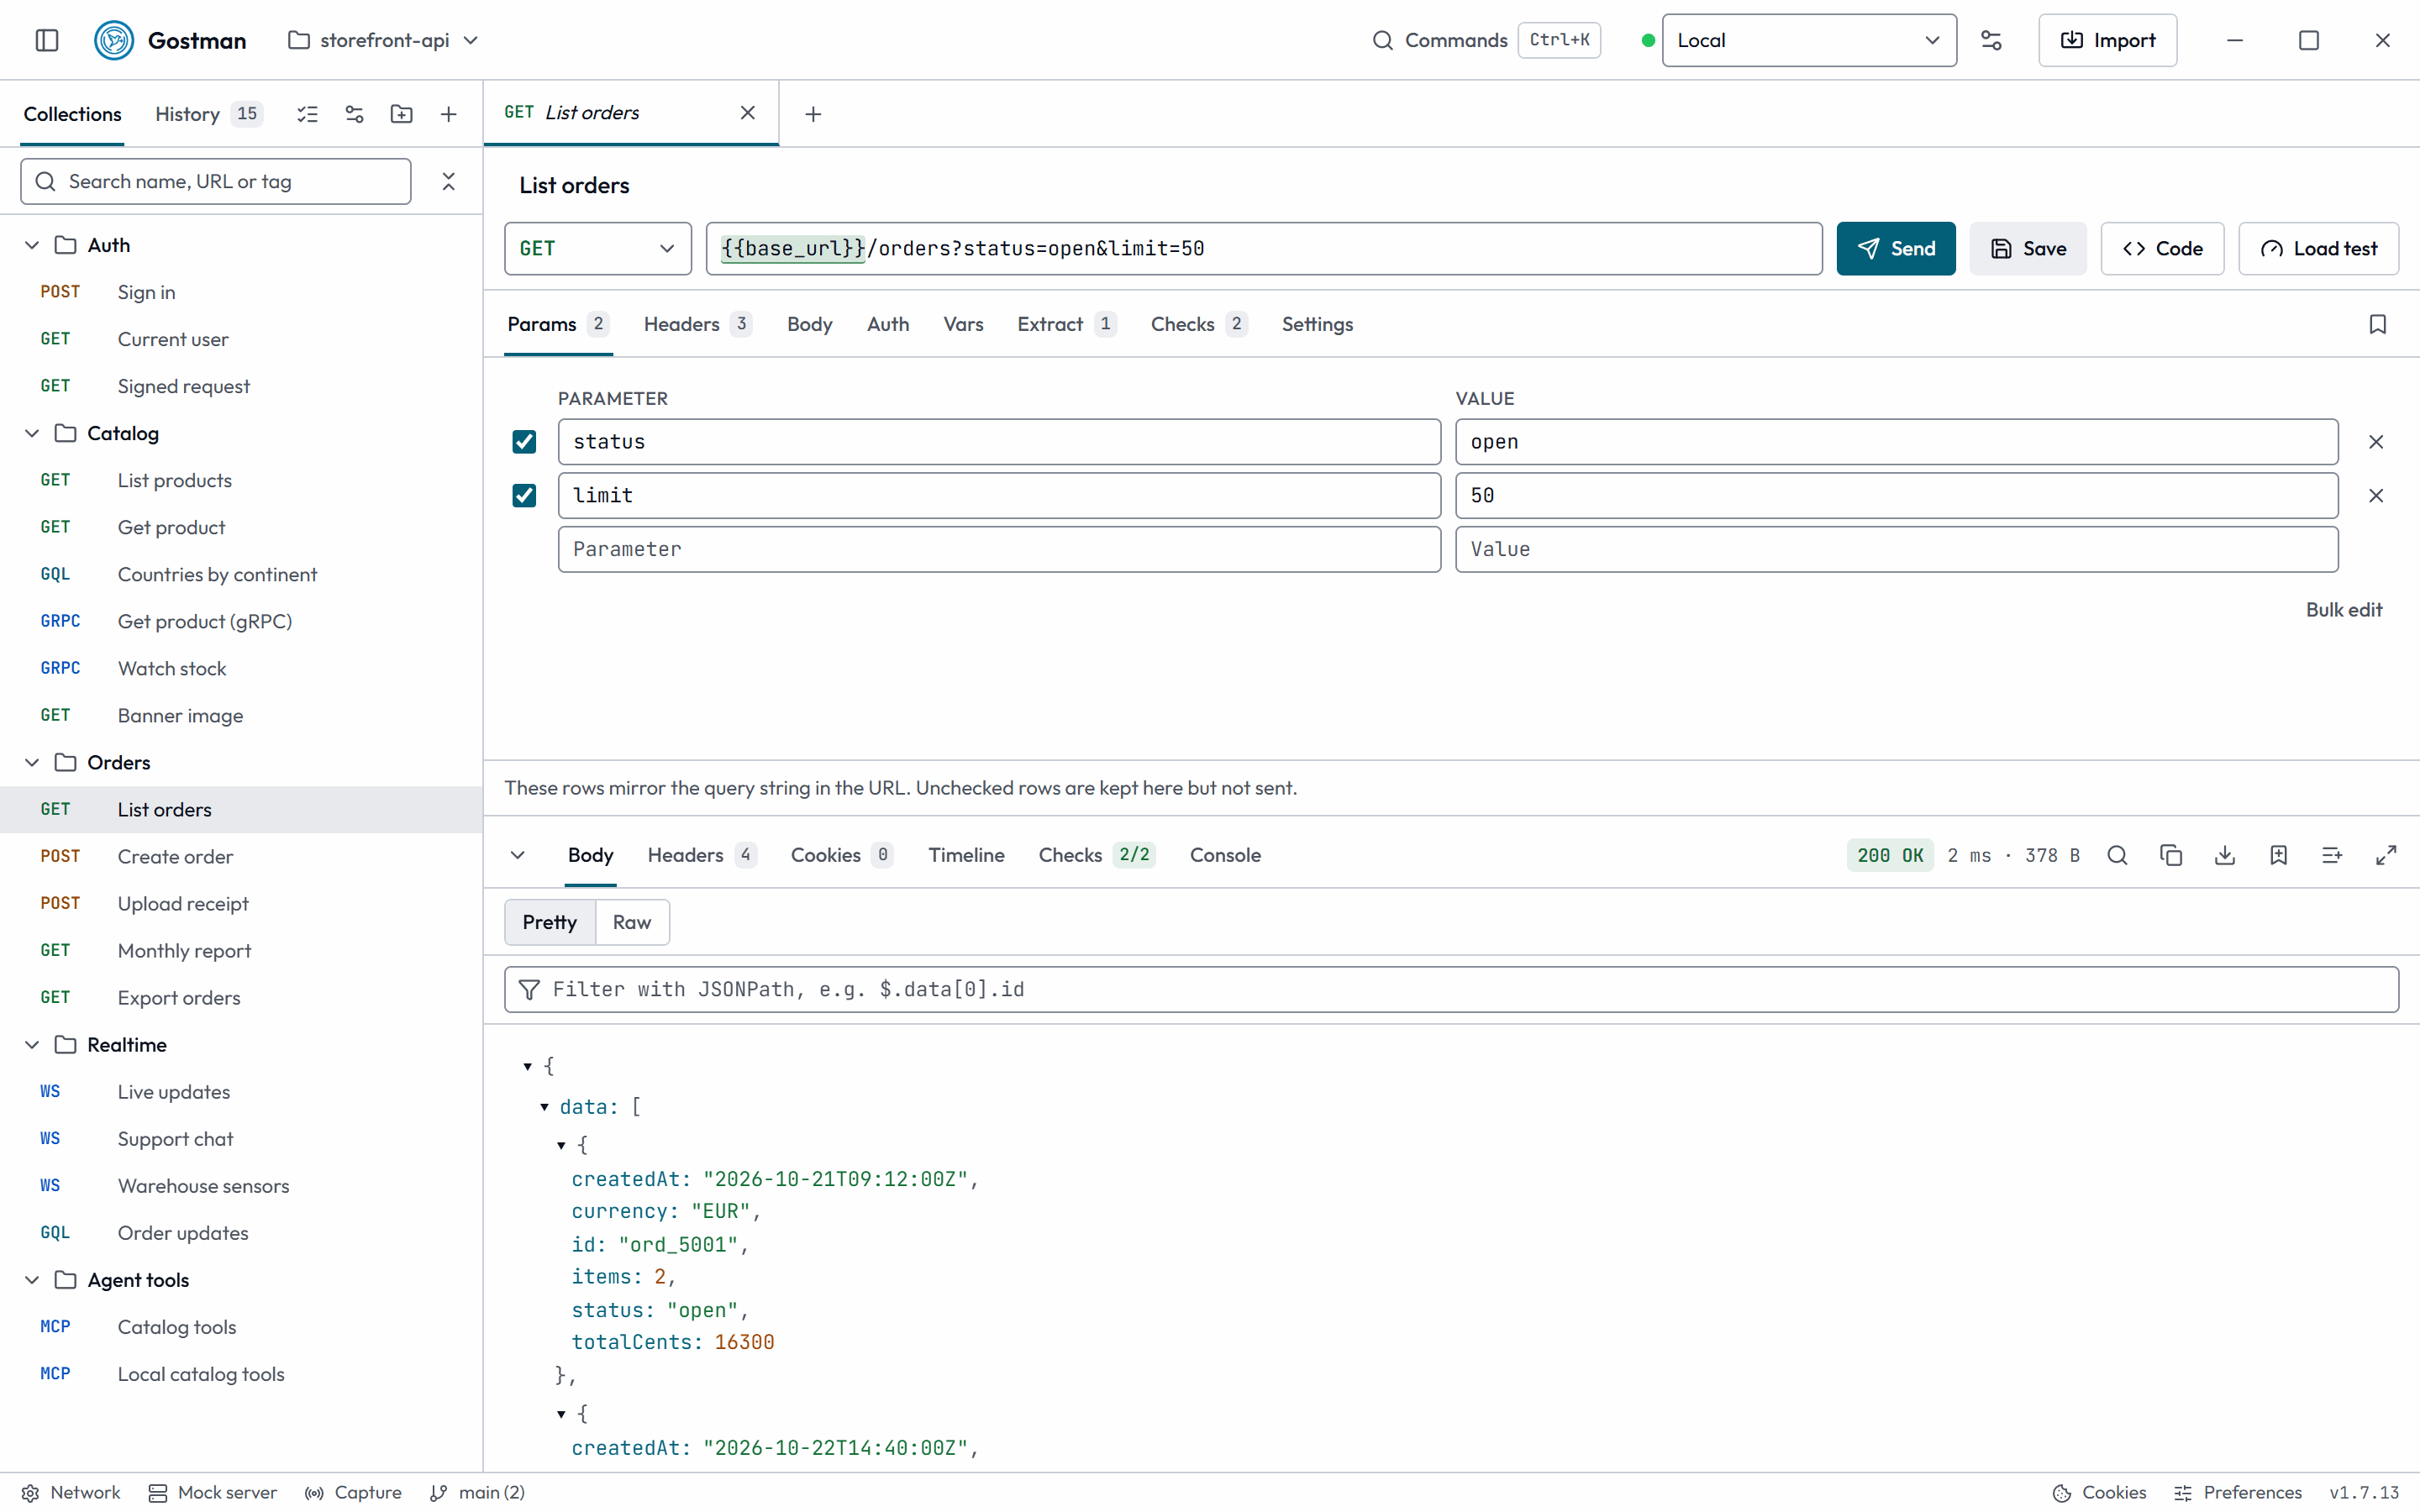 Gostman storefront-api Commands Ctrl+K Local Import
Collections History 15 GET List orders
Search name, URL or tag
Auth
POST Sign in
GET Current user
GET Signed request
Catalog
GET List products
GET Get product
GQL Countries by continent
GRPC Get product (gRPC)
GRPC Watch stock
GET Banner image
Orders
GET List orders
POST Create order
POST Upload receipt
GET Monthly report
GET Export orders
Realtime
WS Live updates
WS Support chat
WS Warehouse sensors
GQL Order updates
Agent tools
MCP Catalog tools
MCP Local catalog tools
List orders
GET {{base_url}}/orders?status=open&limit=50 Send Save Code Load test
Params 2 Headers 3 Body Auth Vars Extract 1 Checks 2 Settings
PARAMETER VALUE
status open
limit 50
Parameter Value
Bulk edit
These rows mirror the query string in the URL. Unchecked rows are kept here but not sent.
Body Headers 4 Cookies 0 Timeline Checks 2/2 Console 200 OK 2 ms · 378 B
Pretty Raw
Filter with JSONPath, e.g. $.data[0].id
{
data: [
{
createdAt: "2026-10-21T09:12:00Z",
currency: "EUR",
id: "ord_5001",
items: 2,
status: "open",
totalCents: 16300
},
{
createdAt: "2026-10-22T14:40:00Z",
Network Mock server Capture main (2) Cookies Preferences v1.7.13